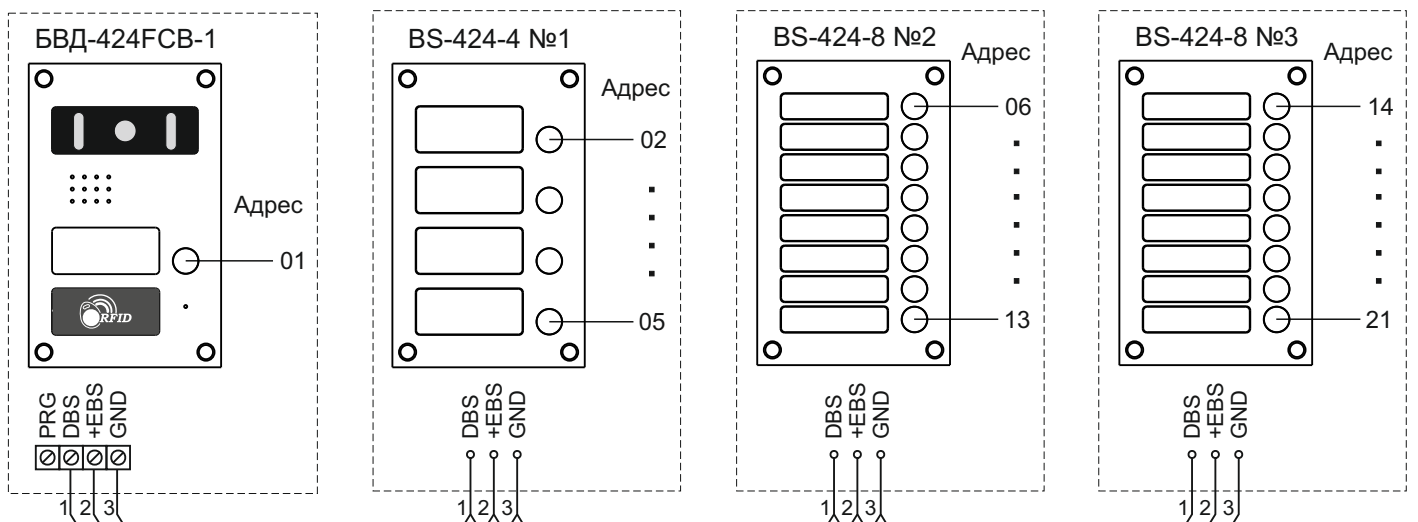 БВД-424FCB-1
Адрес
01
RFID
PRG
DBS
+EBS
GND
1 2 3
BS-424-4 №1
Адрес
02
05
DBS
+EBS
GND
1 2 3
BS-424-8 №2
Адрес
06
13
DBS
+EBS
GND
1 2 3
BS-424-8 №3
Адрес
14
21
DBS
+EBS
GND
1 2 3